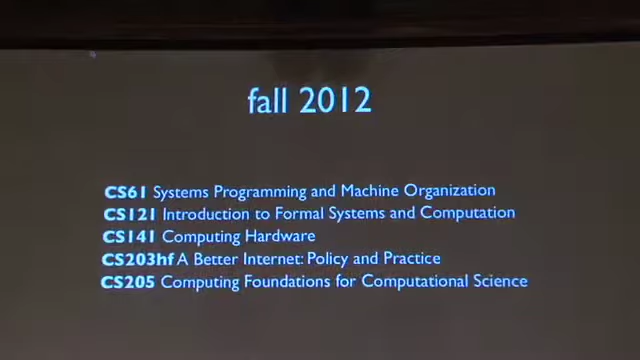 fall 2012
CS61 Systems Programming and Machine Organization
CS121 Introduction to Formal Systems and Computation
CS141 Computing Hardware
CS203hf A Better Internet: Policy and Practice
CS205 Computing Foundations for Computational Science